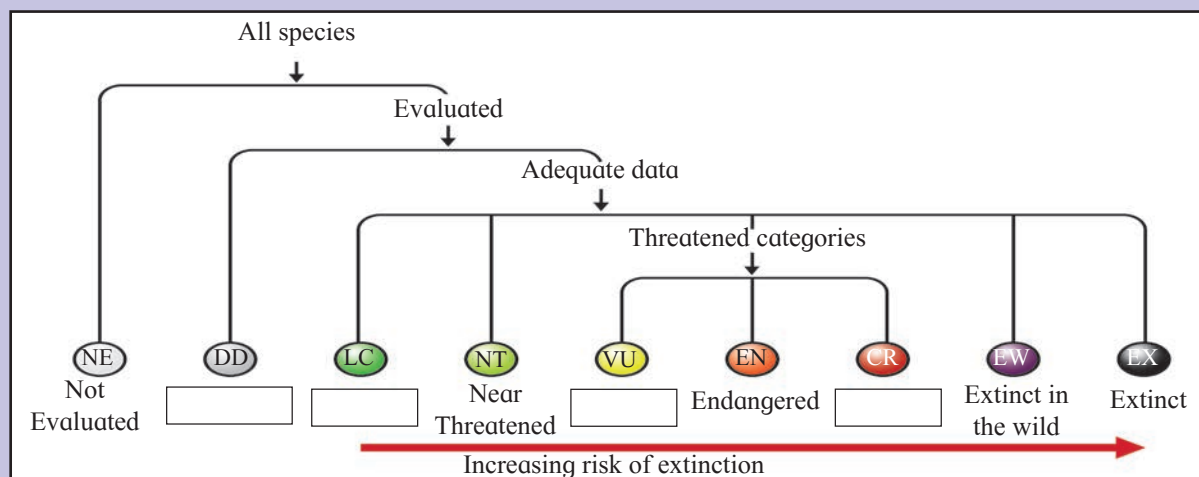 All species
Evaluated
Adequate data
Threatened categories
NE
DD
LC
NT
VU
EN
CR
EW
EX
Not
Evaluated
Near
Threatened
Endangered
Extinct in
the wild
Extinct
Increasing risk of extinction